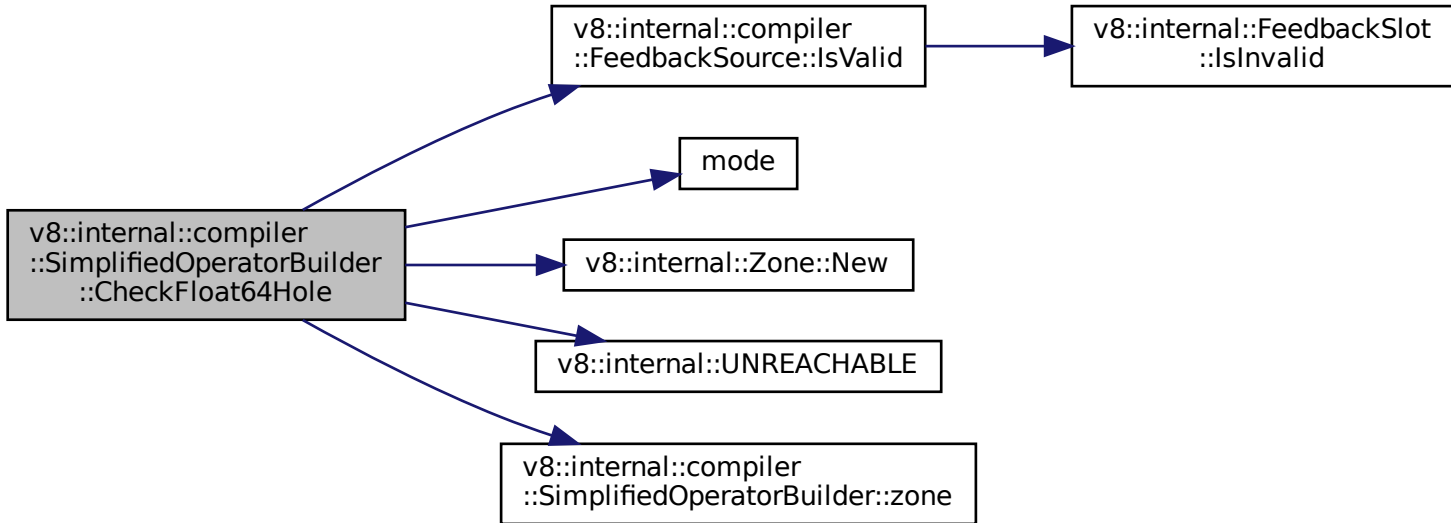 v8::internal::compiler
::SimplifiedOperatorBuilder
::CheckFloat64Hole
v8::internal::compiler
::FeedbackSource::IsValid
v8::internal::FeedbackSlot
::IsInvalid
mode
v8::internal::Zone::New
v8::internal::UNREACHABLE
v8::internal::compiler
::SimplifiedOperatorBuilder::zone